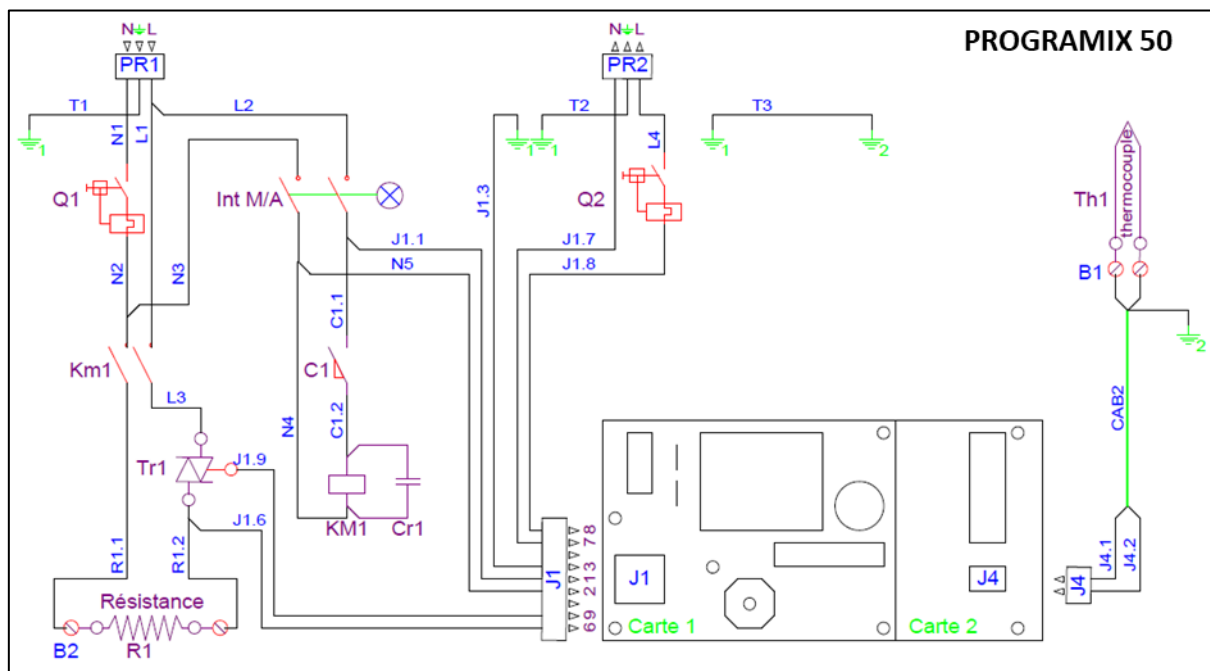 PROGRAMIX 50
N L
PR1
N L
PR2
T1
L2
T2
T3
N1
L1
L4
1
1
1
1
2
Q1
Int M/A
J1.3
Q2
Th1
thermocouple
J1.1
J1.7
N5
J1.8
B1
N2
N3
C1.1
2
Km1
C1
L3
N4
C1.2
CAB2
Tr1
J1.9
KM1
Cr1
J1.6
R1.1
R1.2
J1
78
213
69
J1
J4
J4
J4.1
J4.2
Résistance
B2
R1
Carte 1
Carte 2